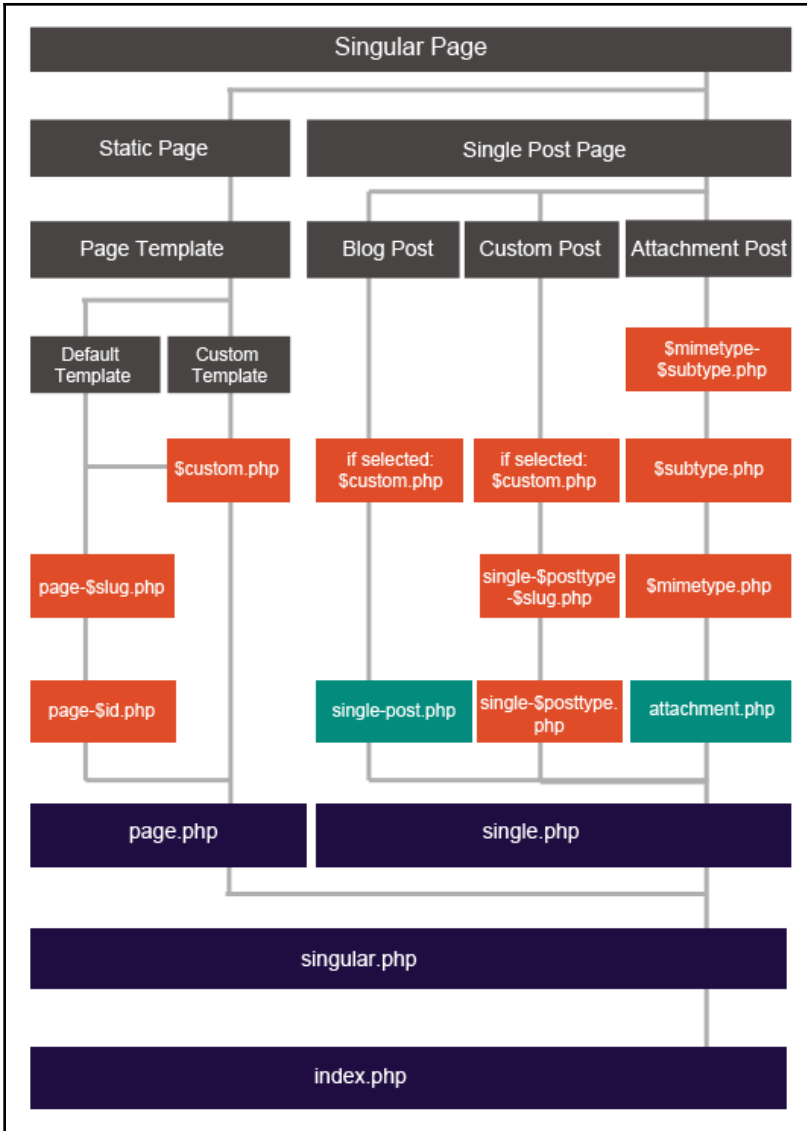 Singular Page
Static Page
Single Post Page
Page Template
Blog Post
Custom Post
Attachment Post
Default
Template
Custom
Template
$mimetype-
$subtype.php
$custom.php
if selected:
$custom.php
if selected:
$custom.php
$subtype.php
page-$slug.php
single-$posttype
-$slug.php
$mimetype.php
page-$id.php
single-post.php
single-$posttype.
php
attachment.php
page.php
single.php
singular.php
index.php